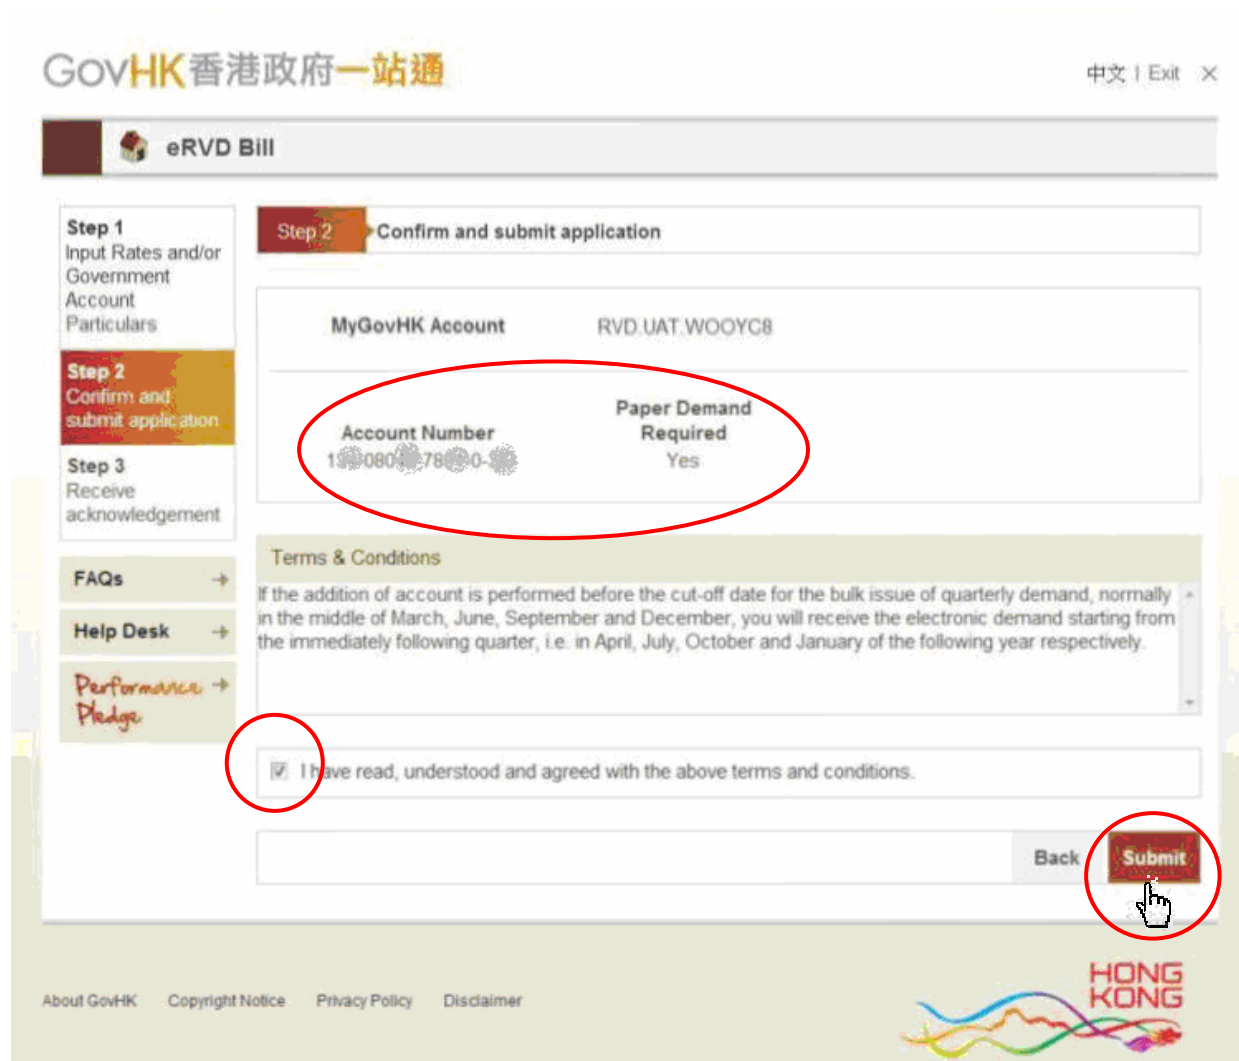 GovHK香港政府一站通
中文 | Exit ×
eRVD Bill
Step 1
Input Rates and/or
Government
Account
Particulars
Step 2
Confirm and
submit application
Step 3
Receive
acknowledgement
FAQs
Help Desk
Performance
Pledge
Step 2 Confirm and submit application
MyGovHK Account RVD.UAT.WOOYC8
Paper Demand
Account Number Required
Yes
Terms & Conditions
If the addition of account is performed before the cut-off date for the bulk issue of quarterly demand, normally
in the middle of March, June, September and December, you will receive the electronic demand starting from
the immediately following quarter, i.e. in April, July, October and January of the following year respectively.
I have read, understood and agreed with the above terms and conditions.
Back Submit
About GovHK Copyright Notice Privacy Policy Disclaimer
HONG
KONG